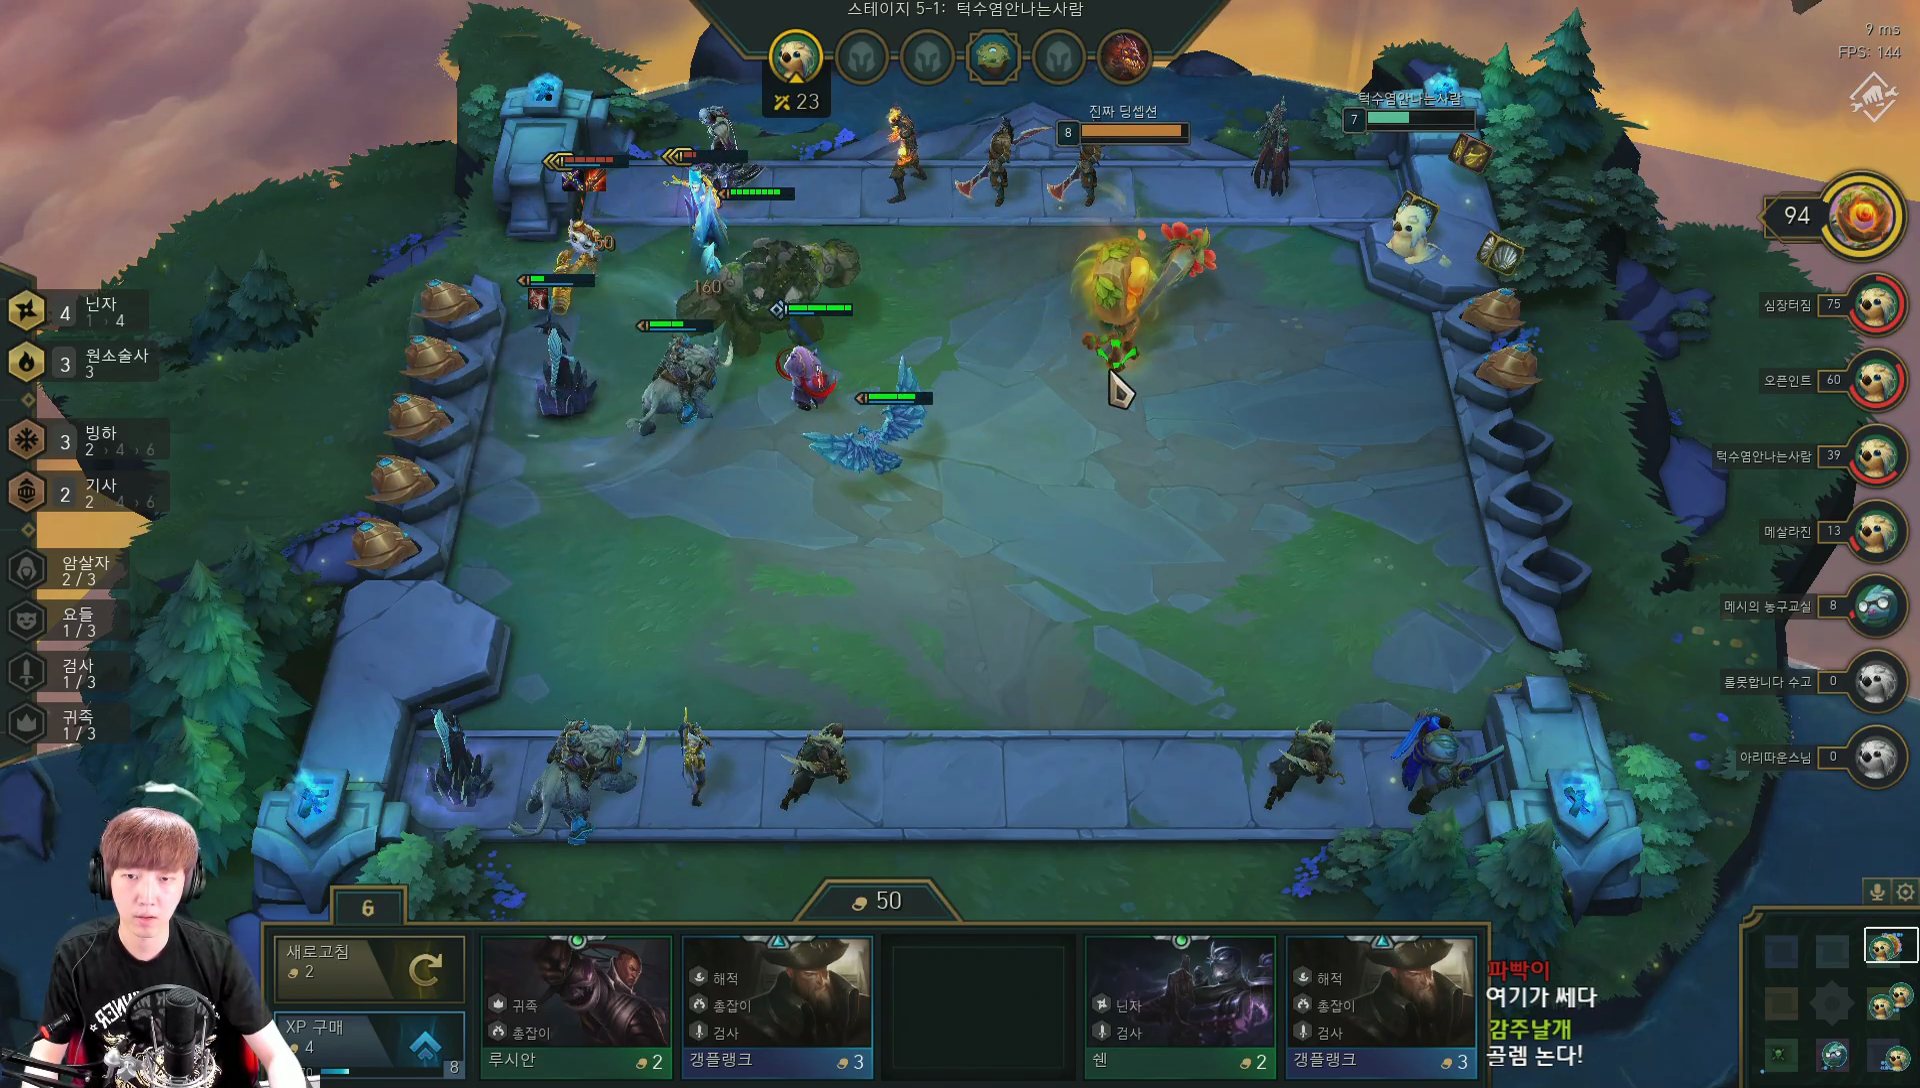 스테이지 5-1: 턱수염안나는사람
9 ms
FPS: 144
23
진짜 딩셉션
8
턱수염안나는사람
7
94
심장터짐 75
오픈인트 60
턱수염안나는사람 39
메살라진 13
메시의 농구교실 8
롤못합니다 수고 0
아리따운스님 0
4 닌자
1 › 4
3 원소술사
3
3 빙하
2 › 4 › 6
2 기사
2 › 4 › 6
암살자
2 / 3
요들
1 / 3
검사
1 / 3
귀족
1 / 3
50
160
6
50
새로고침
2
XP 구매
4
8
귀족
총잡이
루시안 2
해적
총잡이
검사
갱플랭크 3
닌자
검사
쉔 2
해적
총잡이
검사
갱플랭크 3
파빡이
여기가 쎄다
감주날개
골렘 논다!